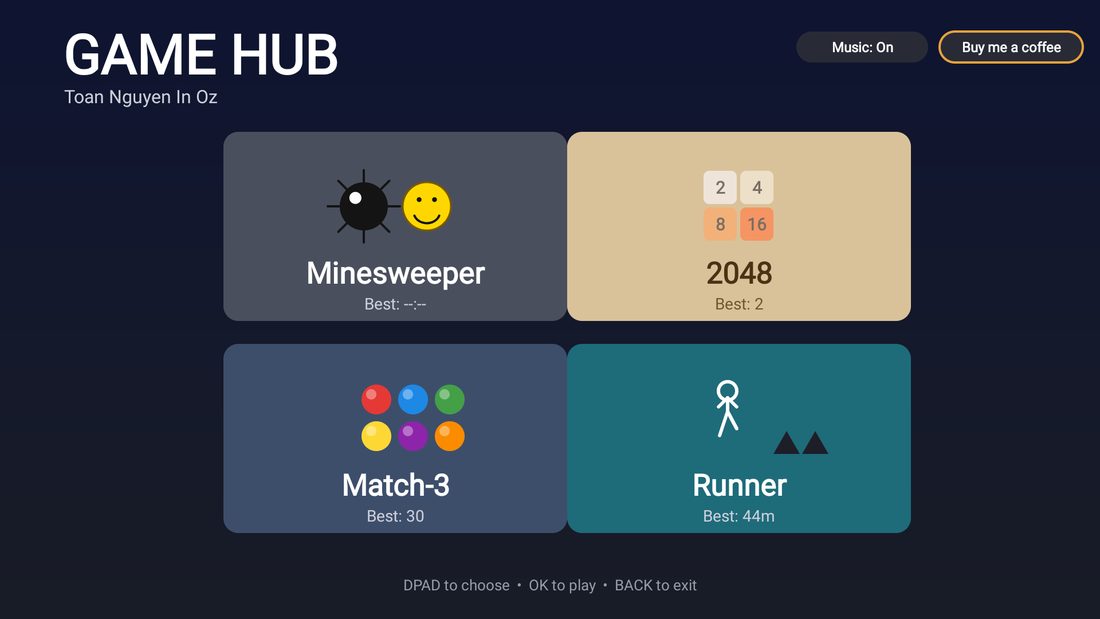 GAME HUB
Toan Nguyen In Oz
Music: On
Buy me a coffee
Minesweeper
Best: --:--
2 4
8 16
2048
Best: 2
Match-3
Best: 30
Runner
Best: 44m
DPAD to choose • OK to play • BACK to exit